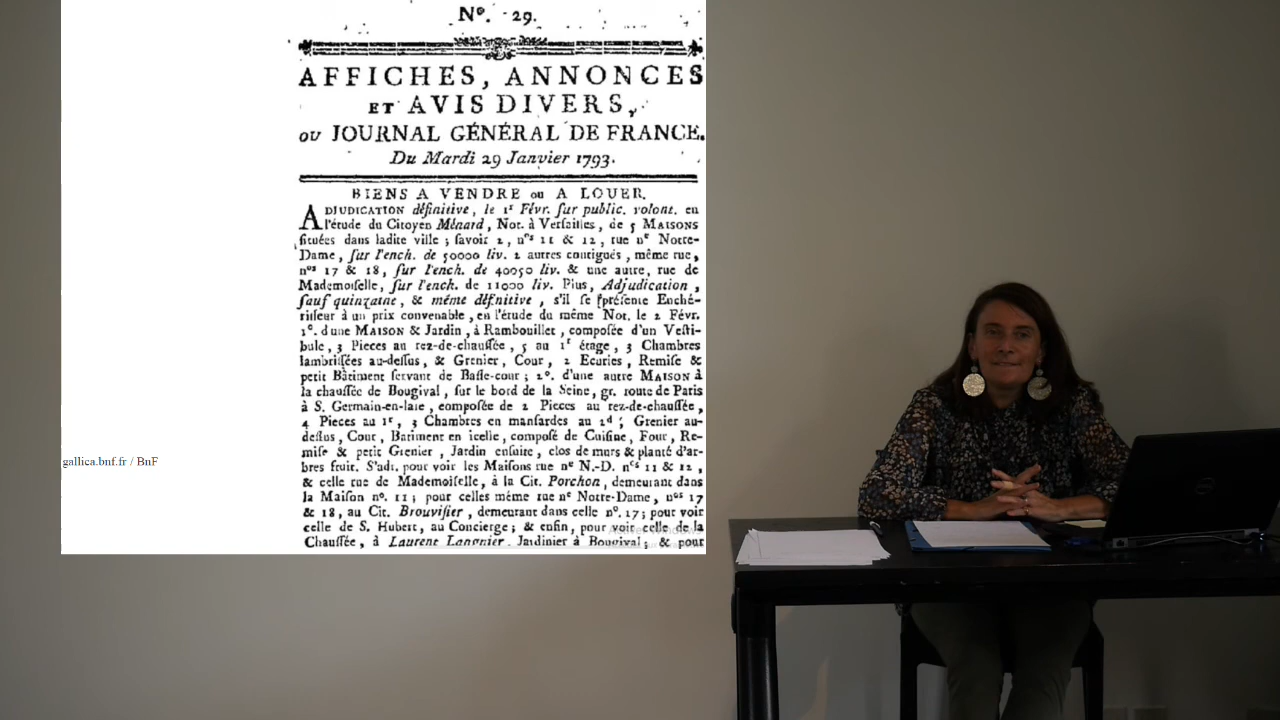 Nº. 29.
AFFICHES, ANNONCES
ET AVIS DIVERS,
ou JOURNAL GÉNÉRAL DE FRANCE.
Du Mardi 29 Janvier 1793.
BIENS A VENDRE ou A LOUER.
ADJUDICATION définitive, le 1r Févr. ſur public. volont. en
l'étude du Citoyen Ménard, Not. à Verſailles, de 5 MAISONS
ſituées dans ladite ville; ſavoir 2, nos 11 & 12, rue ne Notre-
Dame, ſur l'ench. de 50000 liv. 2 autres contiguës, même rue,
nos 17 & 18, ſur l'ench. de 40050 liv. & une autre, rue de
Mademoiſelle, ſur l'ench. de 11000 liv. Plus, Adjudication,
ſauf quinzaine, & même définitive, s'il ſe préſente Enché-
riſſeur à un prix convenable, en l'étude du même Not. le 2 Févr.
1º. d'une MAISON & Jardin, à Rambouillet, compoſée d'un Veſti-
bule, 3 Pieces au rez-de-chauſſée, 5 au 1r étage, 3 Chambres
lambriſſées au-deſſus, & Grenier, Cour, 2 Ecuries, Remiſe &
petit Bâtiment ſervant de Baſſe-cour; 2º. d'une autre MAISON à
la chauſſée de Bougival, ſur le bord de la Seine, gr. route de Paris
à S. Germain-en-laie, compoſée de 2 Pieces au rez-de-chauſſée,
4 Pieces au 1r, 3 Chambres en manſardes au 2d; Grenier au-
deſſus, Cour, Batiment en icelle, compoſé de Cuiſine, Four, Re-
miſe & petit Grenier, Jardin enſuite, clos de murs & planté d'ar-
bres fruit. S'adr. pour voir les Maiſons rue ne N.-D. nos 11 & 12,
& celle rue de Mademoiſelle, à la Cit. Porchon, demeurant dans
la Maiſon nº. 11; pour celles même rue ne Notre-Dame, nos 17
& 18, au Cit. Brouviſier, demeurant dans celle nº. 17; pour voir
celle de S. Hubert, au Concierge; & enfin, pour voir celle de la
Chauſſée, à Laurent Langnier, Jardinier à Bougival; & pour
gallica.bnf.fr / BnF